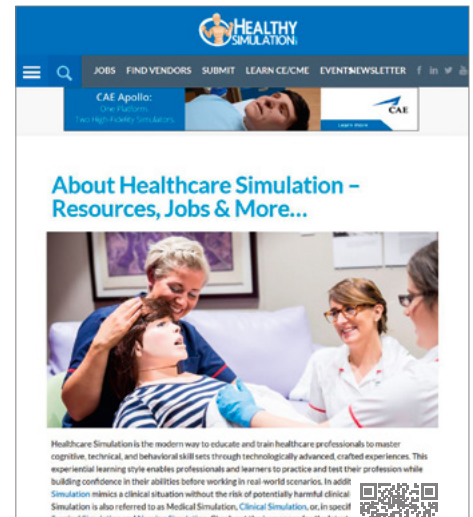 HEALTHY
SIMULATION
JOBS FIND VENDORS SUBMIT LEARN CE/CME EVENTS NEWSLETTER
CAE Apollo:
One Platform.
Two High-Fidelity Simulators.
CAE
Learn more
About Healthcare Simulation –
Resources, Jobs & More...
Healthcare Simulation is the modern way to educate and train healthcare professionals to master
cognitive, technical, and behavioral skill sets through technologically advanced, crafted experiences. This
experiential learning style enables professionals and learners to practice and test their profession while
building confidence in their abilities before working in real-world scenarios. In addit
Simulation mimics a clinical situation without the risk of potentially harmful clinical
Simulation is also referred to as Medical Simulation, Clinical Simulation, or, in specif